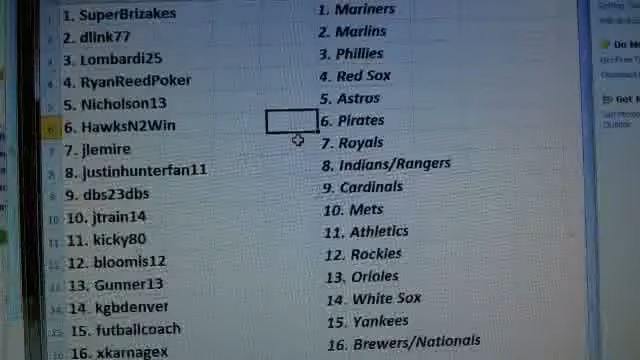 1. SuperBrizakes
2. dlink77
3. Lombardi25
4. RyanReedPoker
5. Nicholson13
6. HawksN2Win
7. jlemire
8. justinhunterfan11
9. dbs23dbs
10. jtrain14
11. kicky80
12. bloomis12
13. Gunner13
14. kgbdenver
15. futballcoach
16. xkarnagex
1. Mariners
2. Marlins
3. Phillies
4. Red Sox
5. Astros
6. Pirates
7. Royals
8. Indians/Rangers
9. Cardinals
10. Mets
11. Athletics
12. Rockies
13. Orioles
14. White Sox
15. Yankees
16. Brewers/Nationals